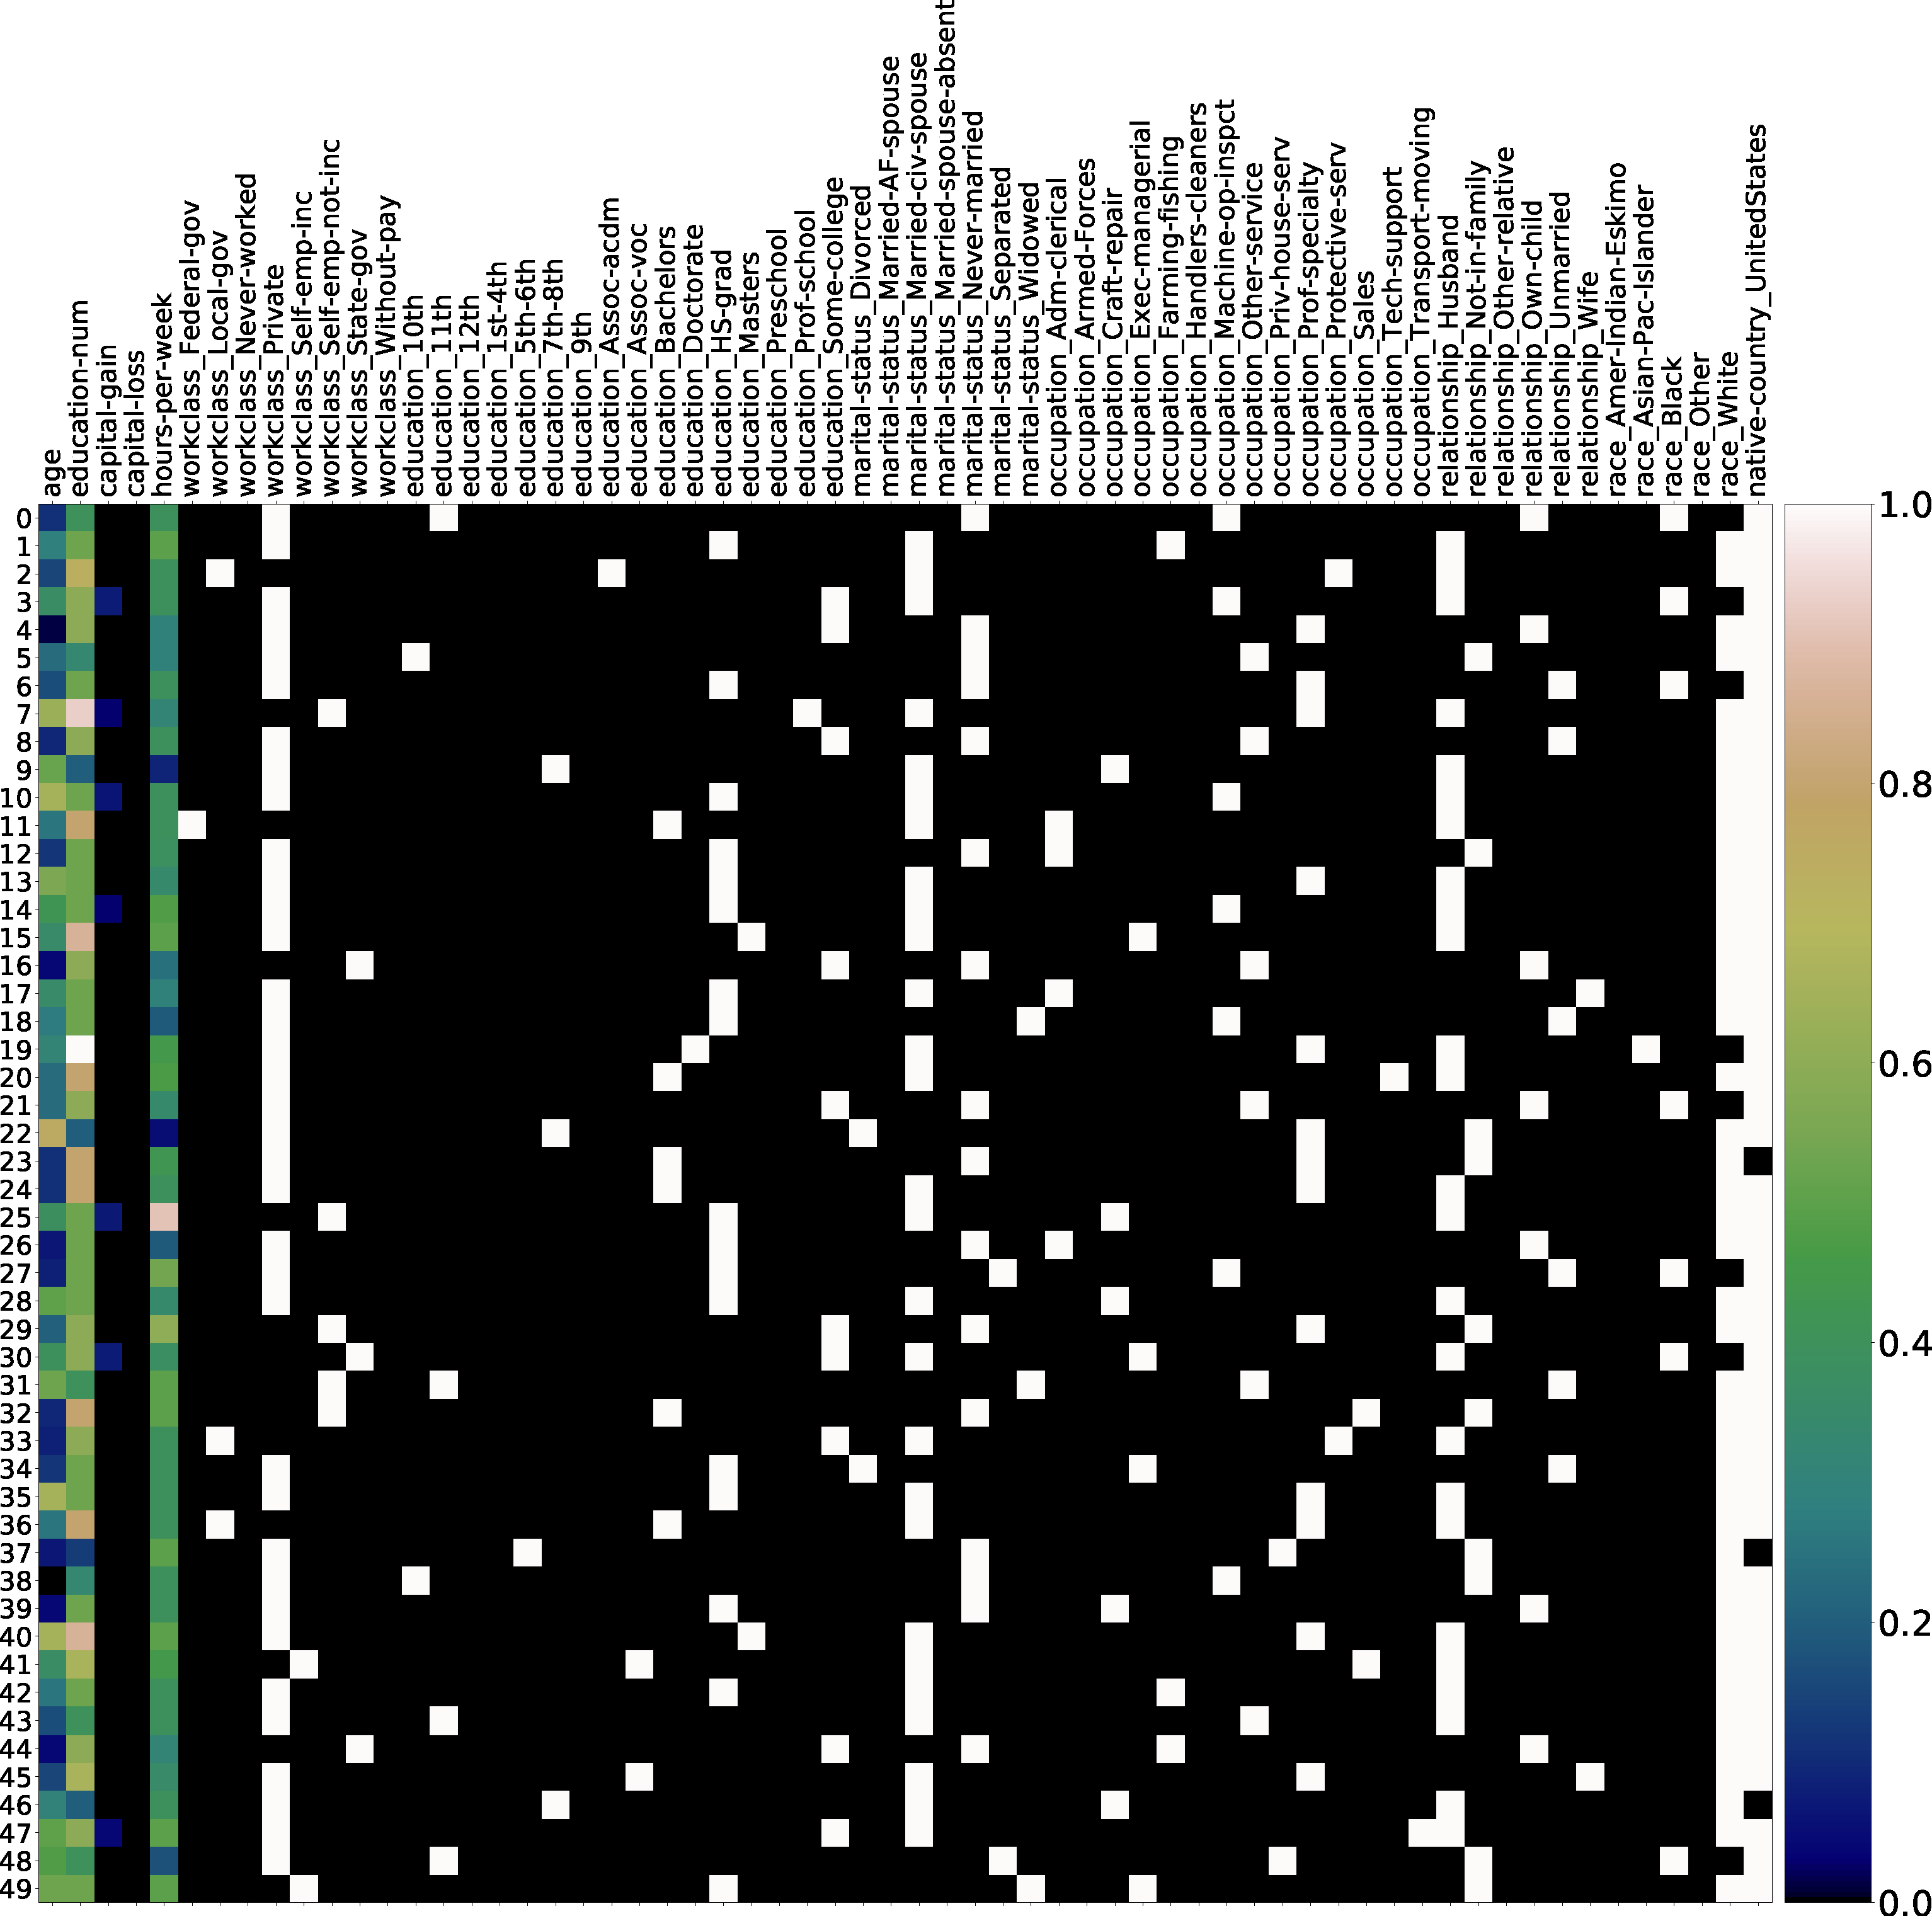 age
education-num
capital-gain
capital-loss
hours-per-week
workclass_Federal-gov
workclass_Local-gov
workclass_Never-worked
workclass_Private
workclass_Self-emp-inc
workclass_Self-emp-not-inc
workclass_State-gov
workclass_Without-pay
education_10th
education_11th
education_12th
education_1st-4th
education_5th-6th
education_7th-8th
education_9th
education_Assoc-acdm
education_Assoc-voc
education_Bachelors
education_Doctorate
education_HS-grad
education_Masters
education_Preschool
education_Prof-school
education_Some-college
marital-status_Divorced
marital-status_Married-AF-spouse
marital-status_Married-civ-spouse
marital-status_Married-spouse-absent
marital-status_Never-married
marital-status_Separated
marital-status_Widowed
occupation_Adm-clerical
occupation_Armed-Forces
occupation_Craft-repair
occupation_Exec-managerial
occupation_Farming-fishing
occupation_Handlers-cleaners
occupation_Machine-op-inspct
occupation_Other-service
occupation_Priv-house-serv
occupation_Prof-specialty
occupation_Protective-serv
occupation_Sales
occupation_Tech-support
occupation_Transport-moving
relationship_Husband
relationship_Not-in-family
relationship_Other-relative
relationship_Own-child
relationship_Unmarried
relationship_Wife
race_Amer-Indian-Eskimo
race_Asian-Pac-Islander
race_Black
race_Other
race_White
native-country_UnitedStates
0
1
2
3
4
5
6
7
8
9
10
11
12
13
14
15
16
17
18
19
20
21
22
23
24
25
26
27
28
29
30
31
32
33
34
35
36
37
38
39
40
41
42
43
44
45
46
47
48
49
1.0
0.8
0.6
0.4
0.2
0.0